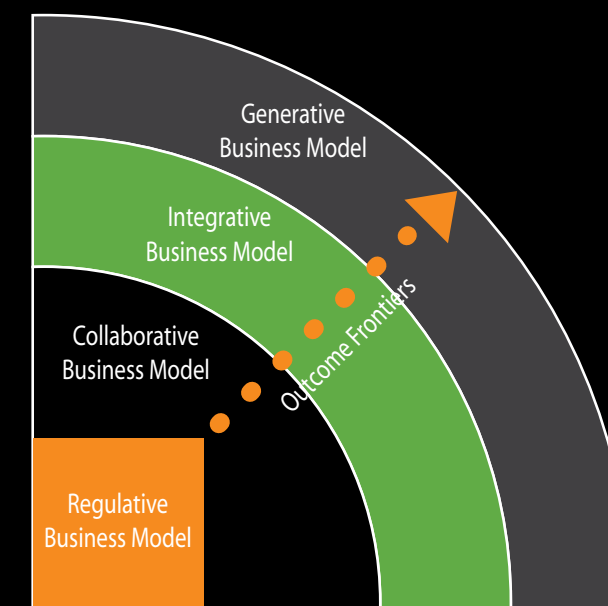 Generative
Business Model
Integrative
Business Model
Outcome Frontiers
Collaborative
Business Model
Regulative
Business Model